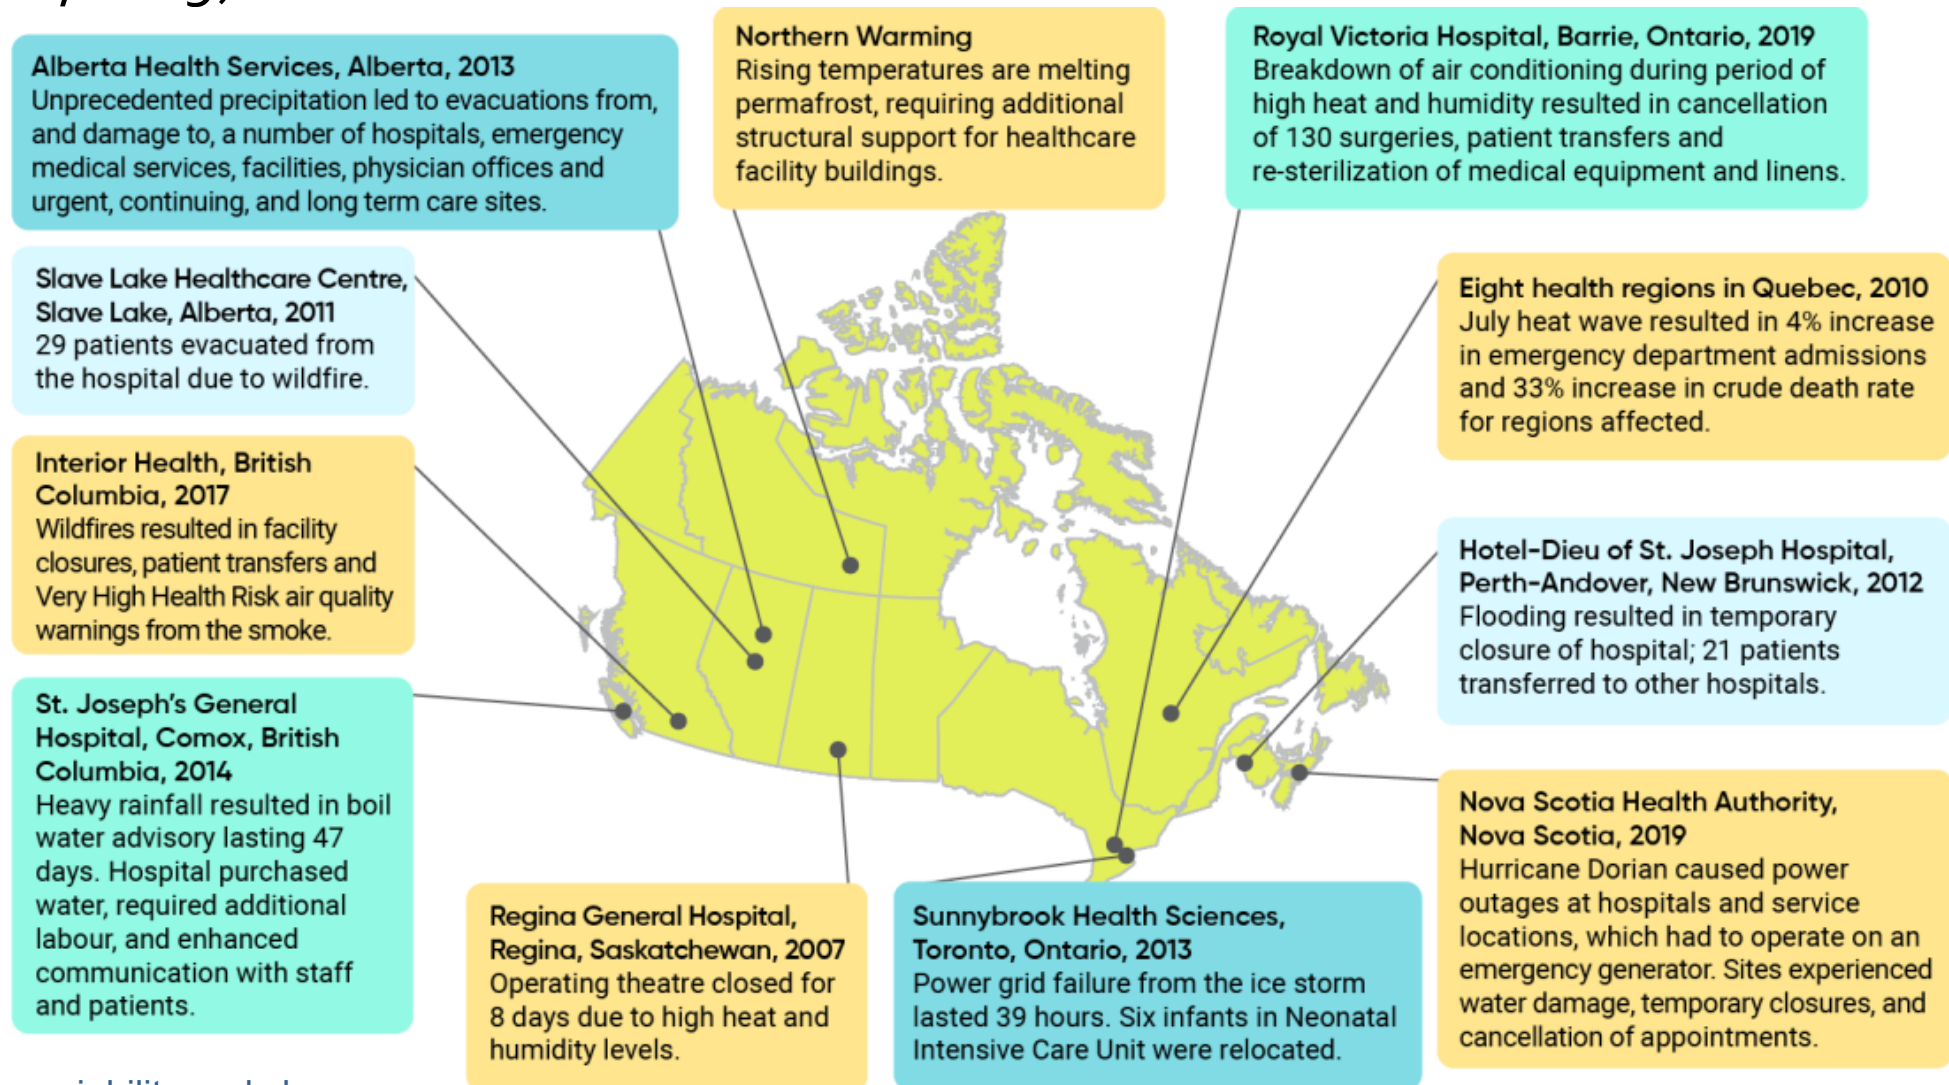 Alberta Health Services, Alberta, 2013
Unprecedented precipitation led to evacuations from,
and damage to, a number of hospitals, emergency
medical services, facilities, physician offices and
urgent, continuing, and long term care sites.
Northern Warming
Rising temperatures are melting
permafrost, requiring additional
structural support for healthcare
facility buildings.
Royal Victoria Hospital, Barrie, Ontario, 2019
Breakdown of air conditioning during period of
high heat and humidity resulted in cancellation
of 130 surgeries, patient transfers and
re-sterilization of medical equipment and linens.
Slave Lake Healthcare Centre,
Slave Lake, Alberta, 2011
29 patients evacuated from
the hospital due to wildfire.
Eight health regions in Quebec, 2010
July heat wave resulted in 4% increase
in emergency department admissions
and 33% increase in crude death rate
for regions affected.
Interior Health, British
Columbia, 2017
Wildfires resulted in facility
closures, patient transfers and
Very High Health Risk air quality
warnings from the smoke.
Hotel-Dieu of St. Joseph Hospital,
Perth-Andover, New Brunswick, 2012
Flooding resulted in temporary
closure of hospital; 21 patients
transferred to other hospitals.
St. Joseph's General
Hospital, Comox, British
Columbia, 2014
Heavy rainfall resulted in boil
water advisory lasting 47
days. Hospital purchased
water, required additional
labour, and enhanced
communication with staff
and patients.
Regina General Hospital,
Regina, Saskatchewan, 2007
Operating theatre closed for
8 days due to high heat and
humidity levels.
Sunnybrook Health Sciences,
Toronto, Ontario, 2013
Power grid failure from the ice storm
lasted 39 hours. Six infants in Neonatal
Intensive Care Unit were relocated.
Nova Scotia Health Authority,
Nova Scotia, 2019
Hurricane Dorian caused power
outages at hospitals and service
locations, which had to operate on an
emergency generator. Sites experienced
water damage, temporary closures, and
cancellation of appointments.